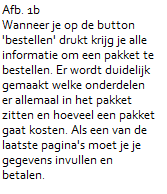 Afb. 1b
Wanneer je op de button
'bestellen' drukt krijg je alle
informatie om een pakket te
bestellen. Er wordt duidelijk
gemaakt welke onderdelen
er allemaal in het pakket
zitten en hoeveel een pakket
gaat kosten. Als een van de
laatste pagina's moet je je
gegevens invullen en
betalen.